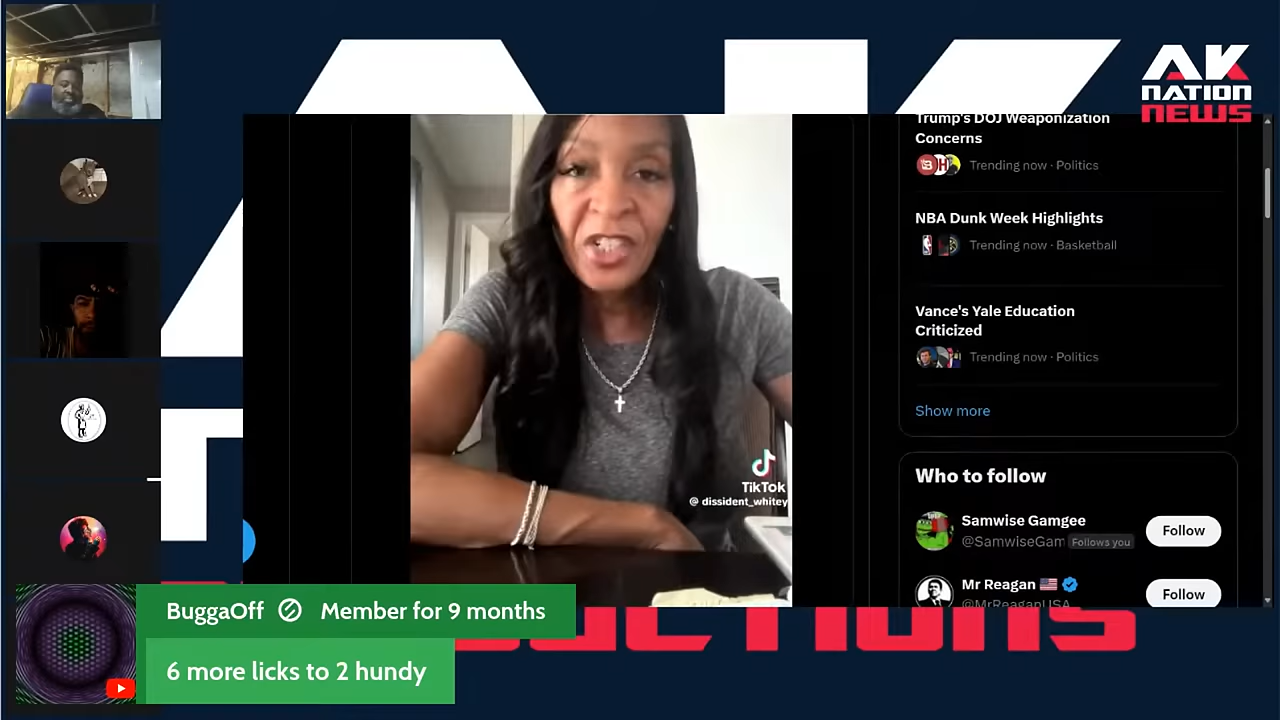 AK
NATION
NEWS
Trump's DOJ Weaponization
Concerns
Trending now · Politics
NBA Dunk Week Highlights
Trending now · Basketball
Vance's Yale Education
Criticized
Trending now · Politics
Show more
Who to follow
Samwise Gamgee
@SamwiseGam Follows you
Follow
Mr Reagan
@MrReaganUSA
Follow
TikTok
@ dissident_whitey
BuggaOff Member for 9 months
6 more licks to 2 hundy